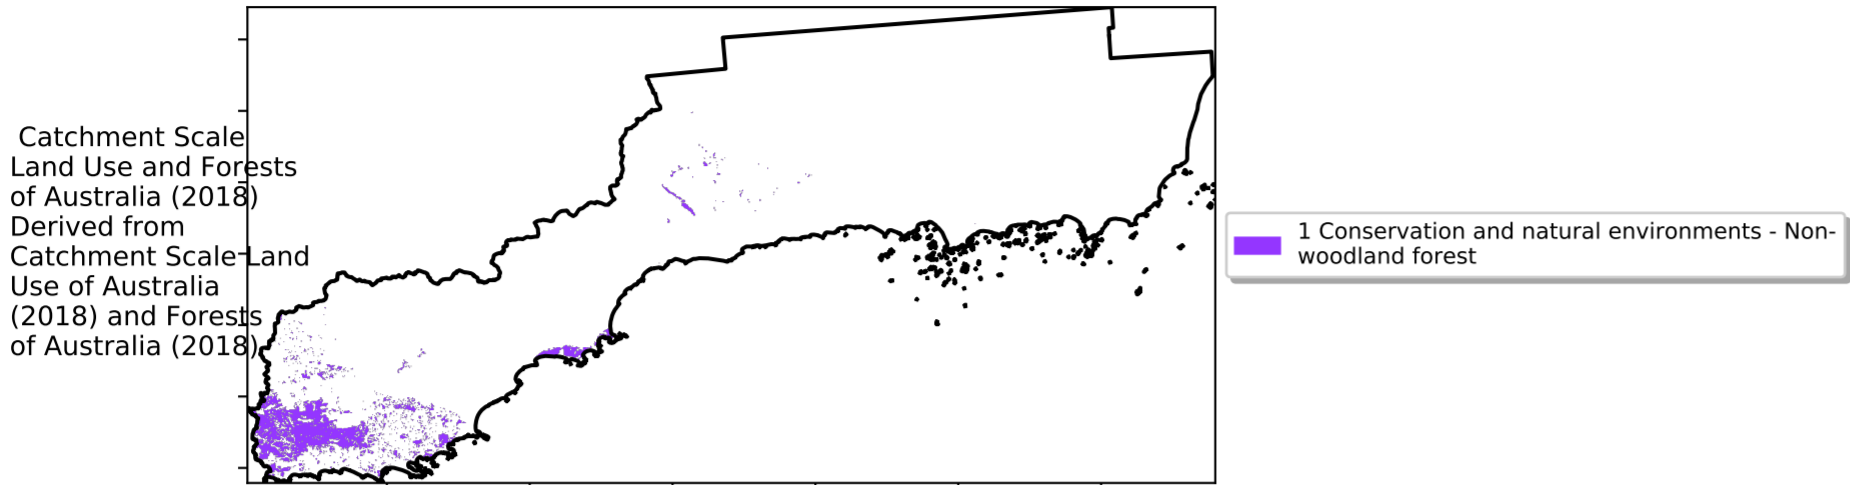 Catchment Scale
Land Use and Forests
of Australia (2018)
Derived from
Catchment Scale Land
Use of Australia
(2018) and Forests
of Australia (2018)
1 Conservation and natural environments - Non-
woodland forest